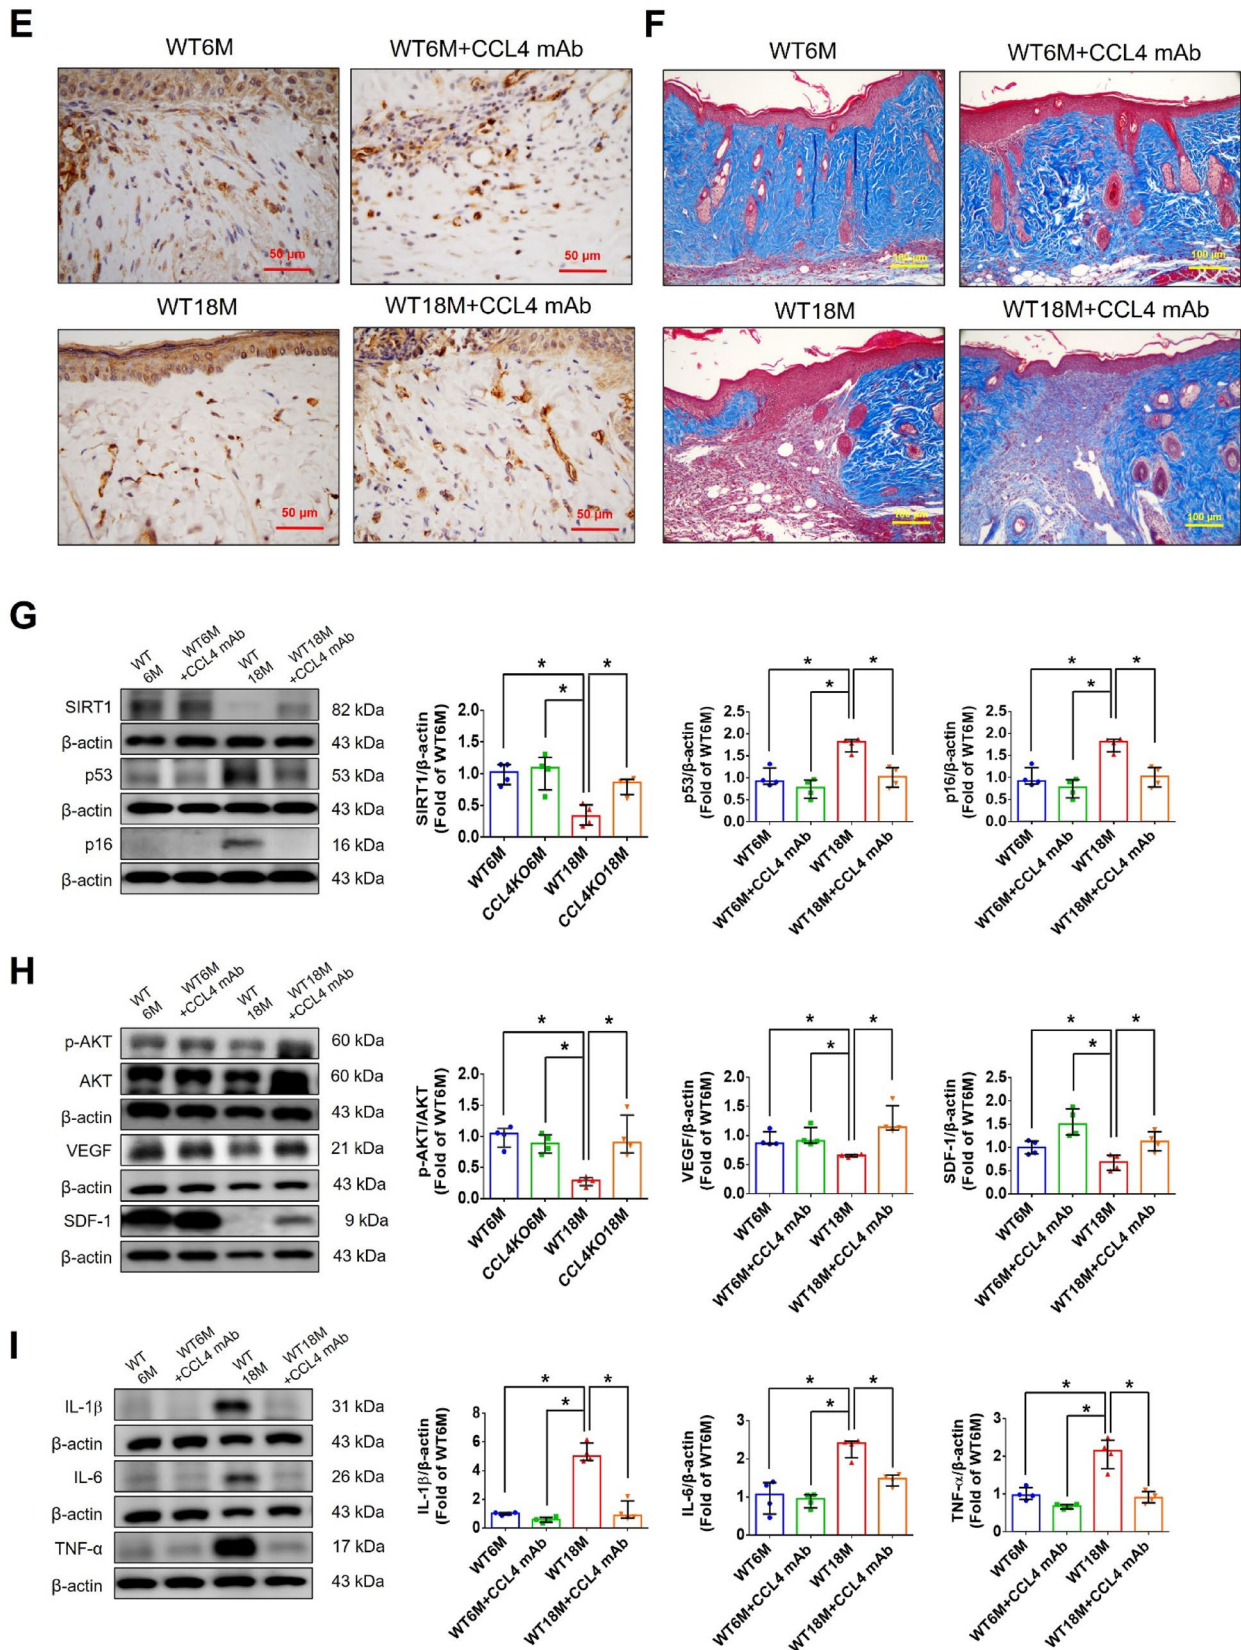 E
WT6M
WT6M+CCL4 mAb
50 µm
50 µm
WT18M
WT18M+CCL4 mAb
50 µm
50 µm
F
WT6M
WT6M+CCL4 mAb
100 µm
100 µm
WT18M
WT18M+CCL4 mAb
100 µm
100 µm
G
WT
6M
WT6M
+CCL4 mAb
WT
18M
WT18M
+CCL4 mAb
SIRT1
82 kDa
β-actin
43 kDa
p53
53 kDa
β-actin
43 kDa
p16
16 kDa
β-actin
43 kDa
SIRT1/β-actin
(Fold of WT6M)
2.0
1.5
1.0
0.5
0.0
*
*
*
WT6M
CCL4KO6M
WT18M
CCL4KO18M
p53/β-actin
(Fold of WT6M)
2.5
2.0
1.5
1.0
0.5
0.0
*
*
*
WT6M
WT6M+CCL4 mAb
WT18M
WT18M+CCL4 mAb
p16/β-actin
(Fold of WT6M)
2.5
2.0
1.5
1.0
0.5
0.0
*
*
*
WT6M
WT6M+CCL4 mAb
WT18M
WT18M+CCL4 mAb
H
WT
6M
WT6M
+CCL4 mAb
WT
18M
WT18M
+CCL4 mAb
p-AKT
60 kDa
AKT
60 kDa
β-actin
43 kDa
VEGF
21 kDa
β-actin
43 kDa
SDF-1
9 kDa
β-actin
43 kDa
p-AKT/AKT
(Fold of WT6M)
2.0
1.5
1.0
0.5
0.0
*
*
*
WT6M
CCL4KO6M
WT18M
CCL4KO18M
VEGF/β-actin
(Fold of WT6M)
2.0
1.5
1.0
0.5
0.0
*
*
*
WT6M
WT6M+CCL4 mAb
WT18M
WT18M+CCL4 mAb
SDF-1/β-actin
(Fold of WT6M)
2.5
2.0
1.5
1.0
0.5
0.0
*
*
*
WT6M
WT6M+CCL4 mAb
WT18M
WT18M+CCL4 mAb
I
WT
6M
WT6M
+CCL4 mAb
WT
18M
WT18M
+CCL4 mAb
IL-1β
31 kDa
β-actin
43 kDa
IL-6
26 kDa
β-actin
43 kDa
TNF-α
17 kDa
β-actin
43 kDa
IL-1β/β-actin
(Fold of WT6M)
8
6
4
2
0
*
*
*
WT6M
WT6M+CCL4 mAb
WT18M
WT18M+CCL4 mAb
IL-6/β-actin
(Fold of WT6M)
3
2
1
0
*
*
*
WT6M
WT6M+CCL4 mAb
WT18M
WT18M+CCL4 mAb
TNF-α/β-actin
(Fold of WT6M)
3
2
1
0
*
*
*
WT6M
WT6M+CCL4 mAb
WT18M
WT18M+CCL4 mAb